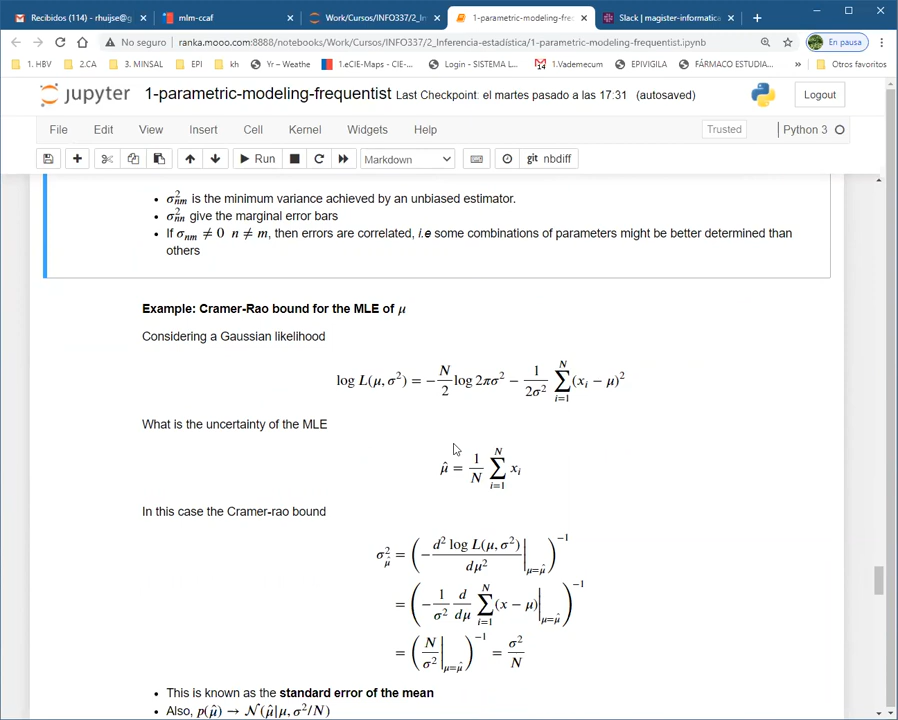 Recibidos (114) - rhuijse@g
mlm-ccaf
Work/Cursos/INFO337/2_Inf
1-parametric-modeling-fre
Slack | magister-informatica
No seguro | ranka.mooo.com:8888/notebooks/Work/Cursos/INFO337/2_Inferencia-estadística/1-parametric-modeling-frequentist.ipynb
En pausa
1. HBV
2.CA
3. MINSAL
EPI
kh
Yr – Weathe
1.eCIE-Maps - CIE-...
Login - SISTEMA L...
1.Vademecum
EPIVIGILA
FÁRMACO ESTUDIA...
»
Otros favoritos
jupyter 1-parametric-modeling-frequentist Last Checkpoint: el martes pasado a las 17:31 (autosaved)
Logout
File Edit View Insert Cell Kernel Widgets Help
Trusted
Python 3
Run
Markdown
git nbdiff
• σ²ₙₘ is the minimum variance achieved by an unbiased estimator.
• σ²ₙₙ give the marginal error bars
• If σₙₘ ≠ 0 n ≠ m, then errors are correlated, i.e some combinations of parameters might be better determined than
others
Example: Cramer-Rao bound for the MLE of μ
Considering a Gaussian likelihood
log L(μ, σ²) = −N/2 log 2πσ² − 1/(2σ²) ∑_{i=1}^{N} (xᵢ − μ)²
What is the uncertainty of the MLE
μ̂ = 1/N ∑_{i=1}^{N} xᵢ
In this case the Cramer-rao bound
σ²_μ̂ = (−d² log L(μ, σ²)/dμ² |_{μ=μ̂})⁻¹
= (−1/σ² d/dμ ∑_{i=1}^{N} (x − μ)|_{μ=μ̂})⁻¹
= (N/σ² |_{μ=μ̂})⁻¹ = σ²/N
• This is known as the standard error of the mean
• Also, p(μ̂) → 𝒩(μ̂|μ, σ²/N)